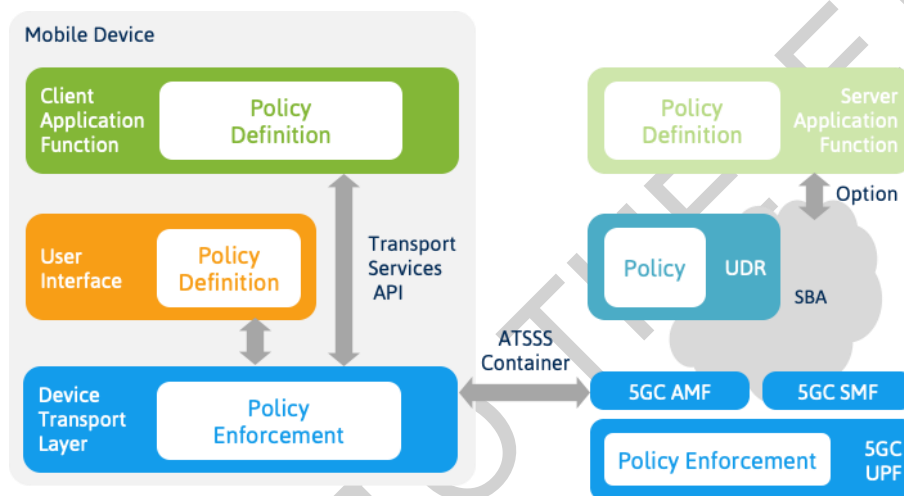 Mobile Device
Client
Application
Function
Policy
Definition
Policy
Definition
Server
Application
Function
Option
User
Interface
Policy
Definition
Transport
Services
API
Policy
UDR
SBA
ATSSS
Container
Device
Transport
Layer
Policy
Enforcement
5GC AMF
5GC SMF
Policy Enforcement
5GC
UPF